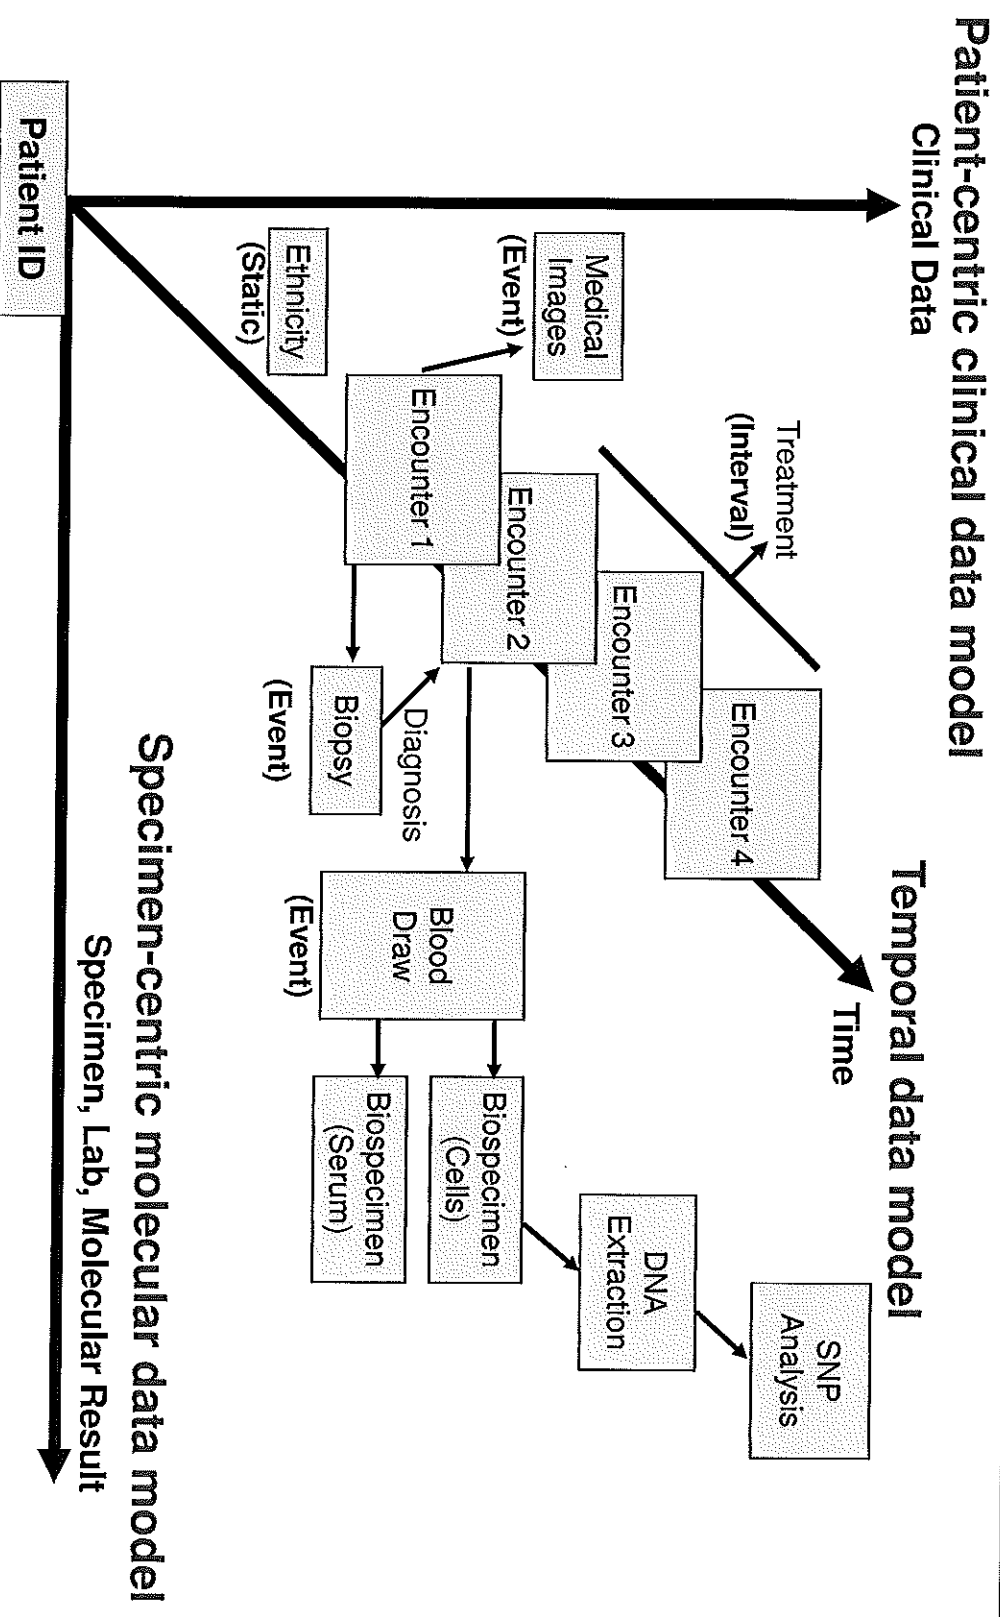 Patient-centric clinical data model
Clinical Data
Temporal data model
Time
Treatment
(Interval)
Medical
Images
(Event)
Ethnicity
(Static)
Encounter 1
Encounter 2
Encounter 3
Encounter 4
Biopsy
(Event)
Diagnosis
Blood
Draw
(Event)
Biospecimen
(Cells)
Biospecimen
(Serum)
DNA
Extraction
SNP
Analysis
Specimen-centric molecular data model
Specimen, Lab, Molecular Result
Patient ID